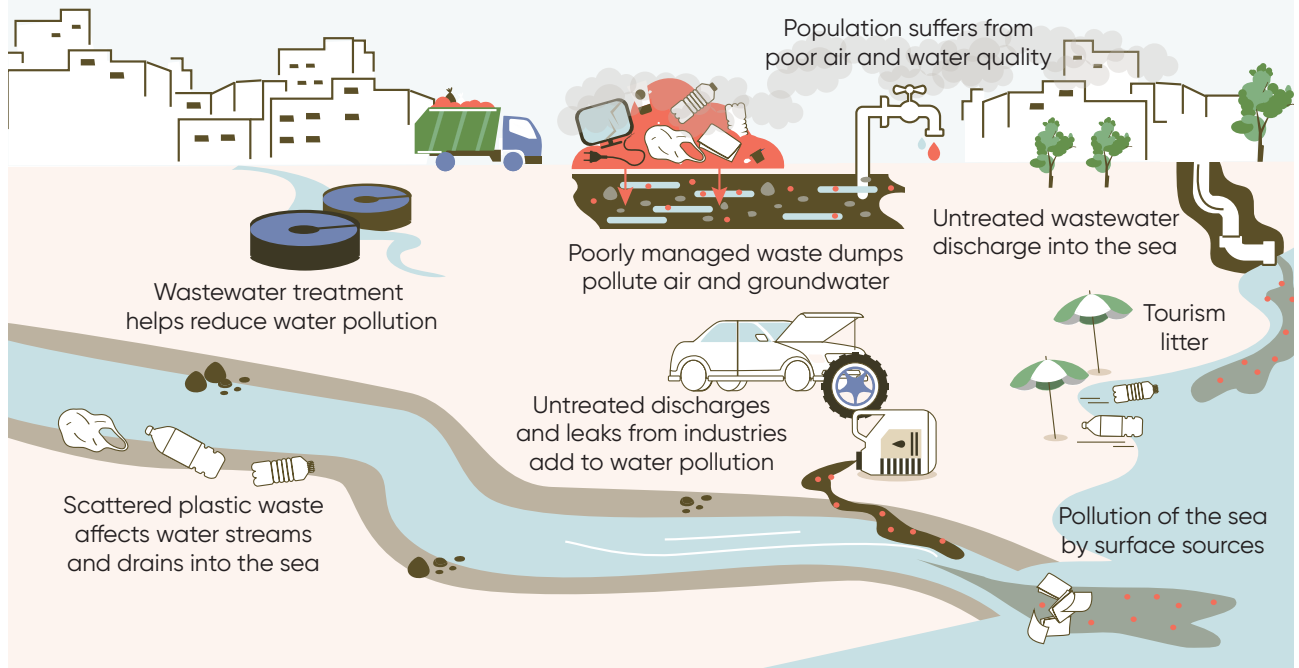 Population suffers from
poor air and water quality
Untreated wastewater
discharge into the sea
Poorly managed waste dumps
pollute air and groundwater
Wastewater treatment
helps reduce water pollution
Tourism
litter
Untreated discharges
and leaks from industries
add to water pollution
Scattered plastic waste
affects water streams
and drains into the sea
Pollution of the sea
by surface sources